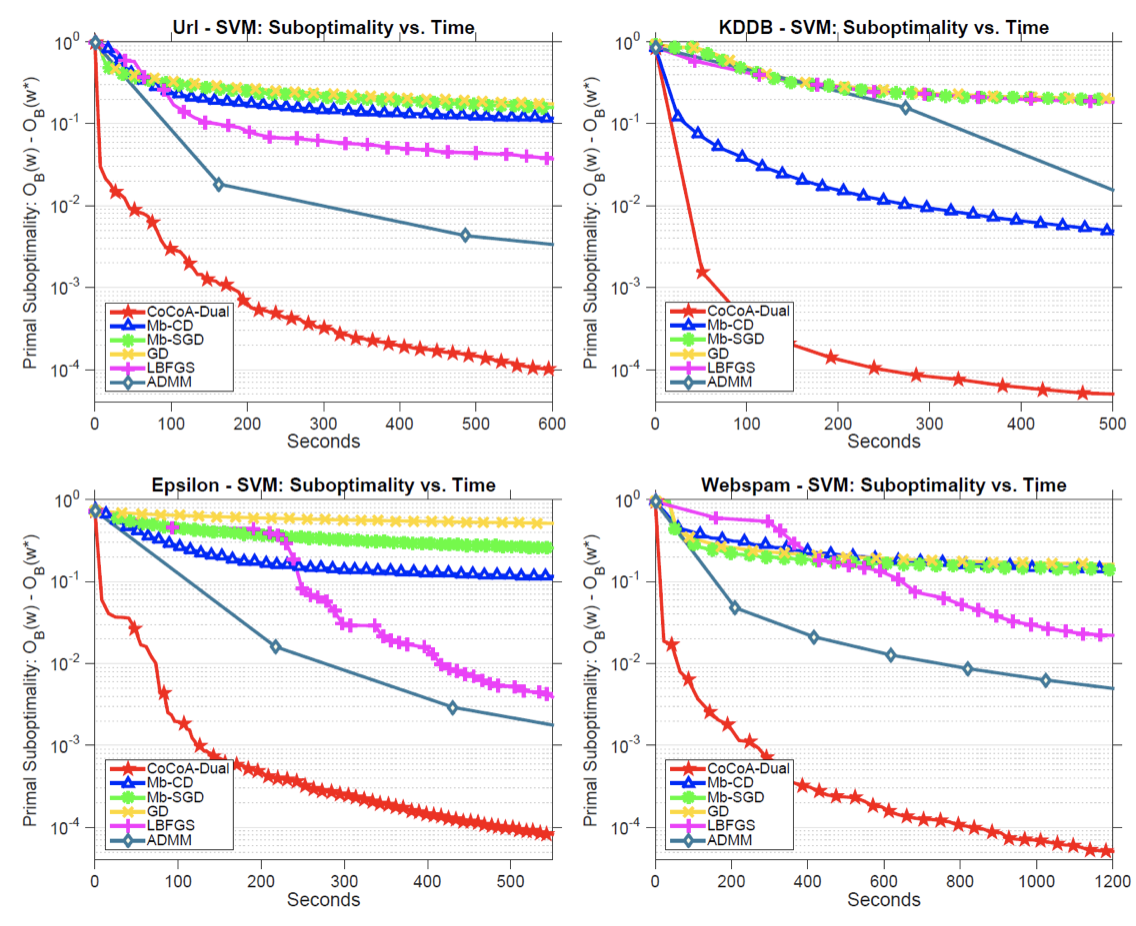 Url - SVM: Suboptimality vs. Time
Primal Suboptimality: O_B(w) - O_B(w*)
10^0
10^-1
10^-2
10^-3
10^-4
CoCoA-Dual
Mb-CD
Mb-SGD
GD
LBFGS
ADMM
0 100 200 300 400 500 600
Seconds
KDDB - SVM: Suboptimality vs. Time
Primal Suboptimality: O_B(w) - O_B(w*)
10^0
10^-1
10^-2
10^-3
10^-4
CoCoA-Dual
Mb-CD
Mb-SGD
GD
LBFGS
ADMM
0 100 200 300 400 500
Seconds
Epsilon - SVM: Suboptimality vs. Time
Primal Suboptimality: O_B(w) - O_B(w*)
10^0
10^-1
10^-2
10^-3
10^-4
CoCoA-Dual
Mb-CD
Mb-SGD
GD
LBFGS
ADMM
0 100 200 300 400 500
Seconds
Webspam - SVM: Suboptimality vs. Time
Primal Suboptimality: O_B(w) - O_B(w*)
10^0
10^-1
10^-2
10^-3
10^-4
CoCoA-Dual
Mb-CD
Mb-SGD
GD
LBFGS
ADMM
0 200 400 600 800 1000 1200
Seconds